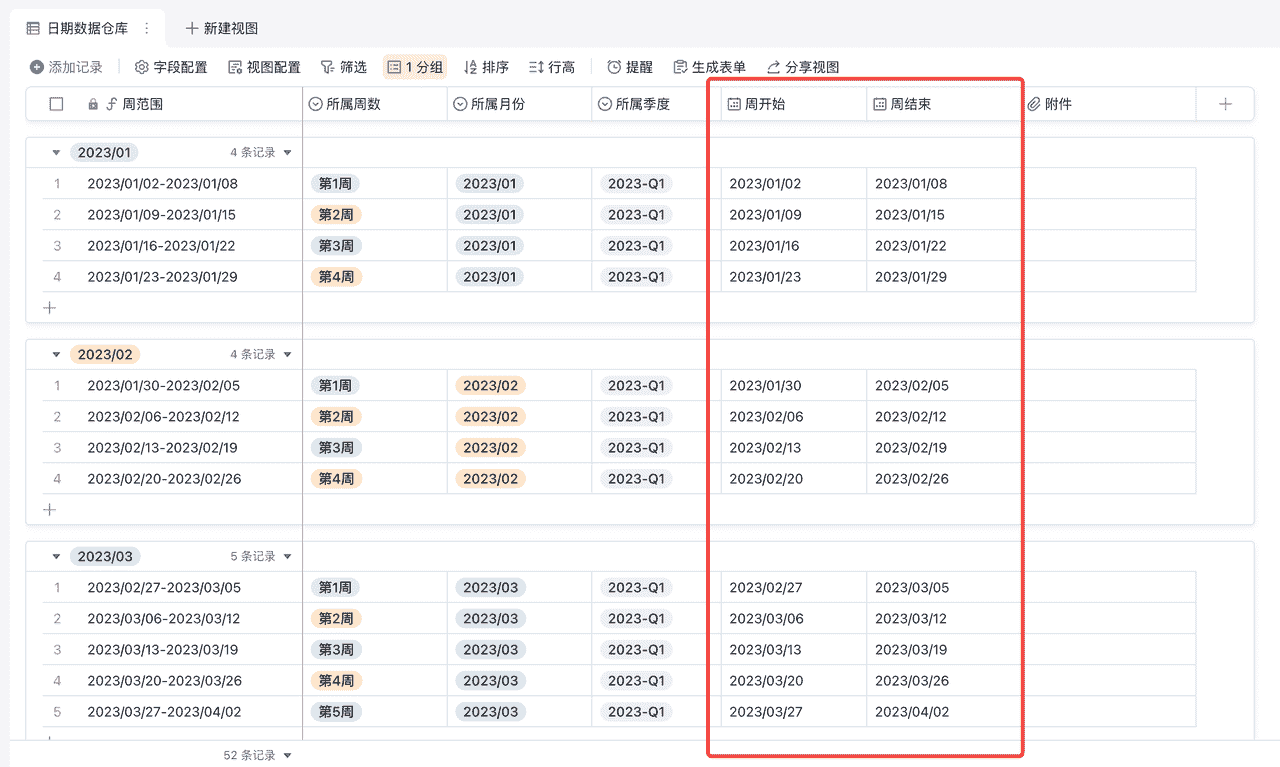 日期数据仓库 新建视图
添加记录 字段配置 视图配置 筛选 1 分组 排序 行高 提醒 生成表单 分享视图
周范围 所属周数 所属月份 所属季度 周开始 周结束 附件
2023/01 4 条记录
1 2023/01/02-2023/01/08 第1周 2023/01 2023-Q1 2023/01/02 2023/01/08
2 2023/01/09-2023/01/15 第2周 2023/01 2023-Q1 2023/01/09 2023/01/15
3 2023/01/16-2023/01/22 第3周 2023/01 2023-Q1 2023/01/16 2023/01/22
4 2023/01/23-2023/01/29 第4周 2023/01 2023-Q1 2023/01/23 2023/01/29
2023/02 4 条记录
1 2023/01/30-2023/02/05 第1周 2023/02 2023-Q1 2023/01/30 2023/02/05
2 2023/02/06-2023/02/12 第2周 2023/02 2023-Q1 2023/02/06 2023/02/12
3 2023/02/13-2023/02/19 第3周 2023/02 2023-Q1 2023/02/13 2023/02/19
4 2023/02/20-2023/02/26 第4周 2023/02 2023-Q1 2023/02/20 2023/02/26
2023/03 5 条记录
1 2023/02/27-2023/03/05 第1周 2023/03 2023-Q1 2023/02/27 2023/03/05
2 2023/03/06-2023/03/12 第2周 2023/03 2023-Q1 2023/03/06 2023/03/12
3 2023/03/13-2023/03/19 第3周 2023/03 2023-Q1 2023/03/13 2023/03/19
4 2023/03/20-2023/03/26 第4周 2023/03 2023-Q1 2023/03/20 2023/03/26
5 2023/03/27-2023/04/02 第5周 2023/03 2023-Q1 2023/03/27 2023/04/02
52 条记录